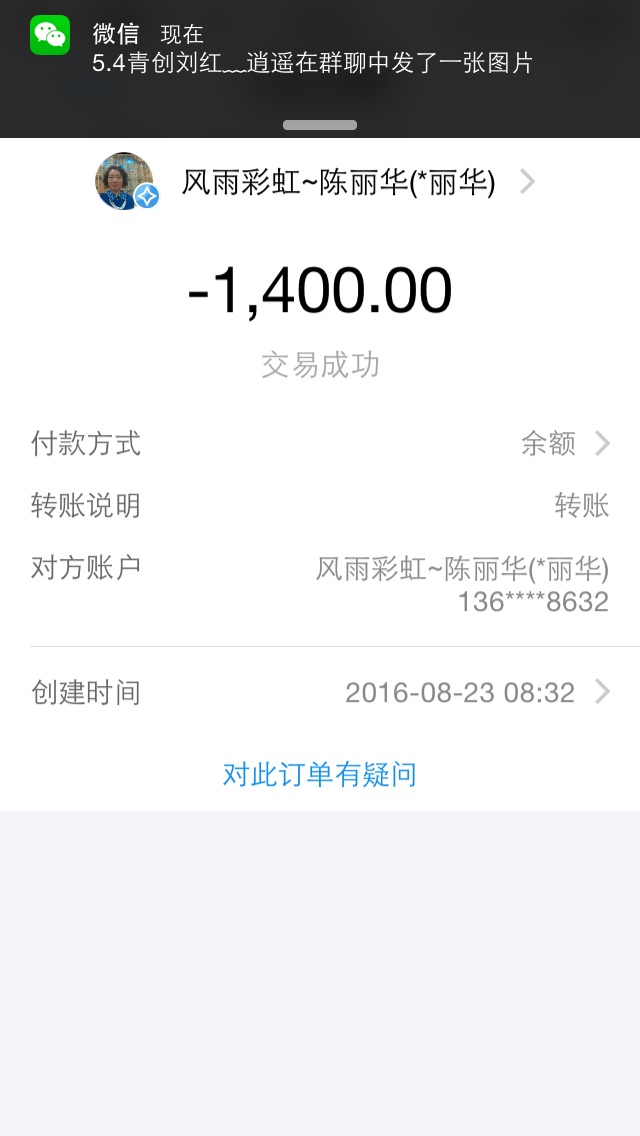 微信 现在
5.4青创刘红﹏逍遥在群聊中发了一张图片
风雨彩虹~陈丽华(*丽华)
-1,400.00
交易成功
付款方式 余额
转账说明 转账
对方账户 风雨彩虹~陈丽华(*丽华)
136****8632
创建时间 2016-08-23 08:32
对此订单有疑问